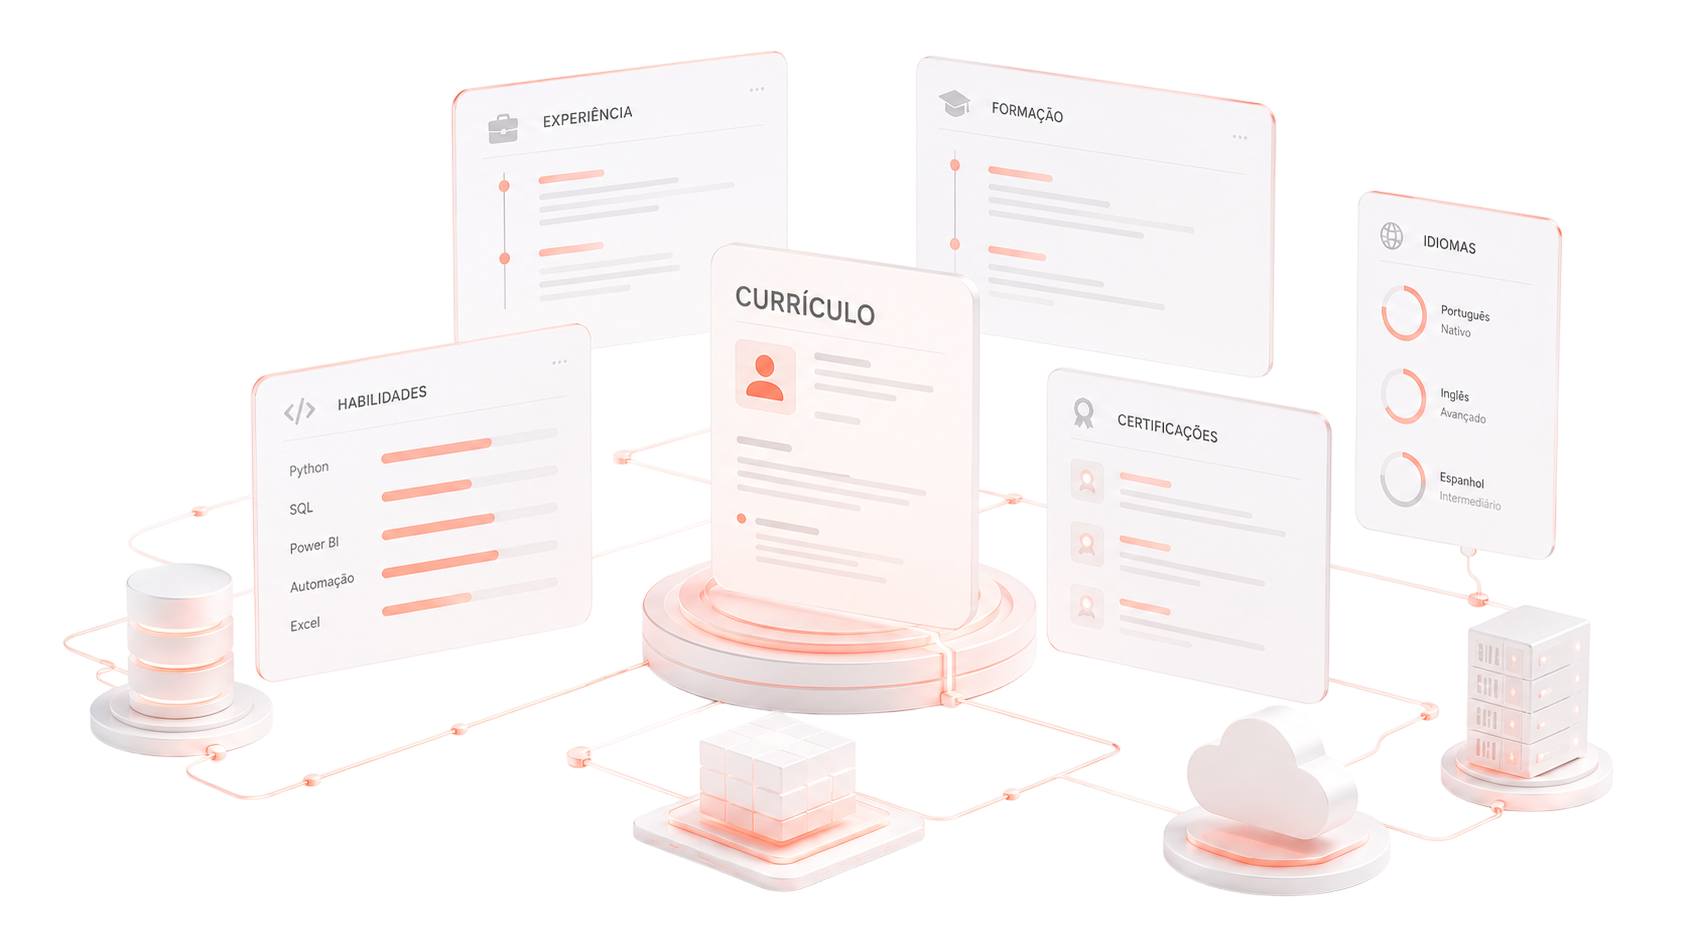 EXPERIÊNCIA
FORMAÇÃO
IDIOMAS
Português
Nativo
Inglês
Avançado
Espanhol
Intermediário
CURRÍCULO
HABILIDADES
Python
SQL
Power BI
Automação
Excel
CERTIFICAÇÕES